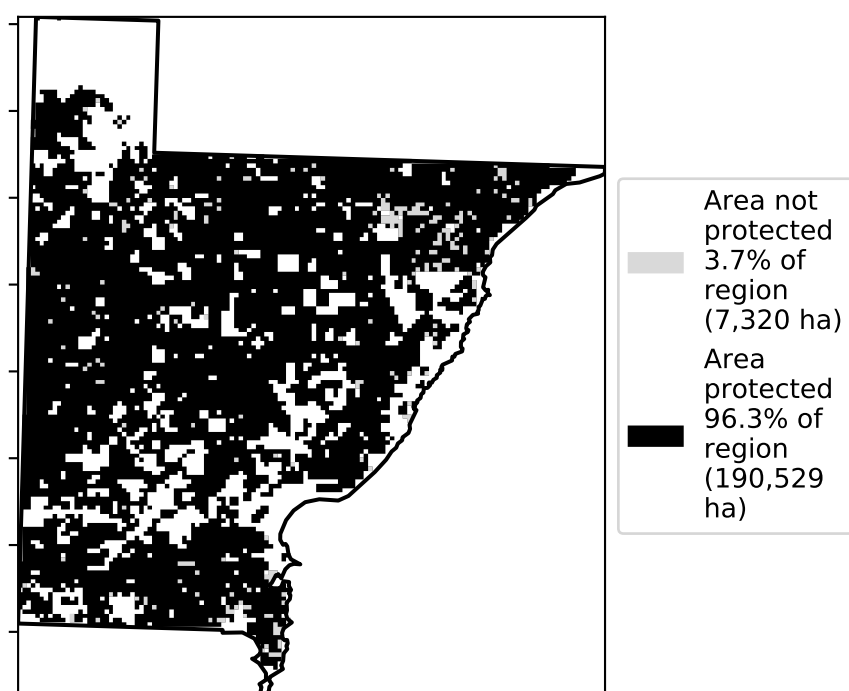 Area not
protected
3.7% of
region
(7,320 ha)
Area
protected
96.3% of
region
(190,529
ha)